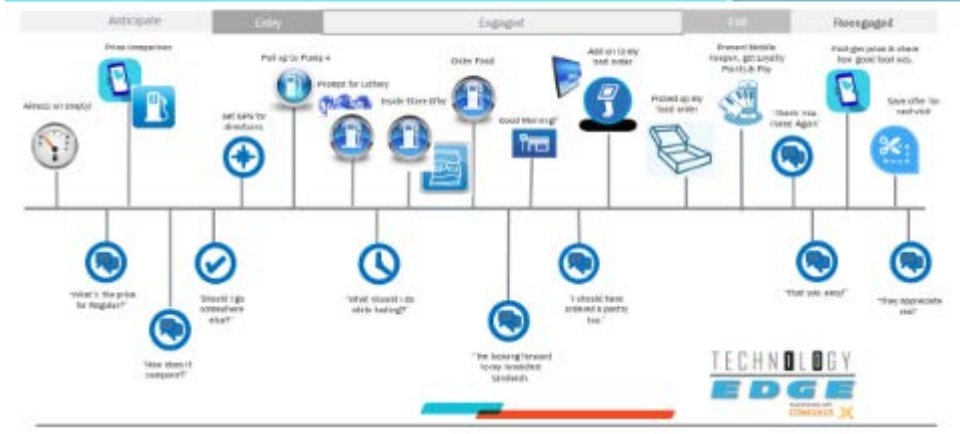 Anticipate
Entry
Engaged
Exit
Reengaged
Price comparison
Almost on Empty!
Set GPS for
directions
Pull up to Pump 4
Prompt for Lottery
Inside Store Offer
Order Food
Good Morning!
Add on to my
food order
Picked up my
food order
Present Mobile
Coupon, get Loyalty
Points & Pay
"Thank You.
Come Again"
Post gas price & share
how good food was.
Save offer for
next visit
"What's the price
for Regular?"
"How does it
compare?"
"Should I go
somewhere
else?"
"What should I do
while fueling?"
"I'm looking forward
to my breakfast
Sandwich.
"I should have
ordered a pastry
too."
"That was easy!"
"They appreciate
me!"
TECHNOLOGY
EDGE
CONEXXUS